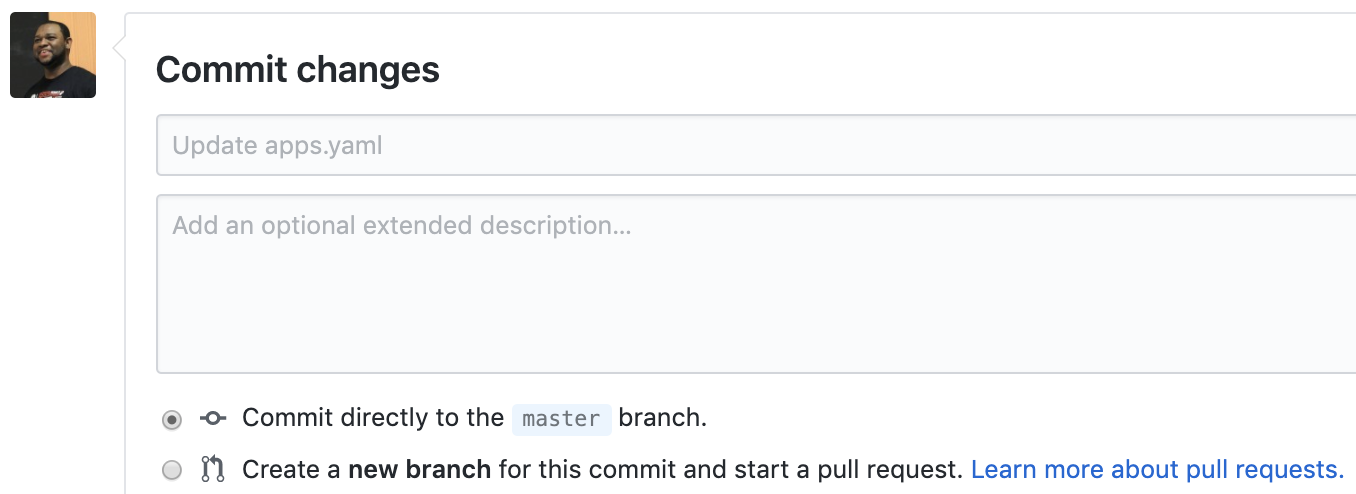 Commit changes
Update apps.yaml
Add an optional extended description...
Commit directly to the master branch.
Create a new branch for this commit and start a pull request. Learn more about pull requests.